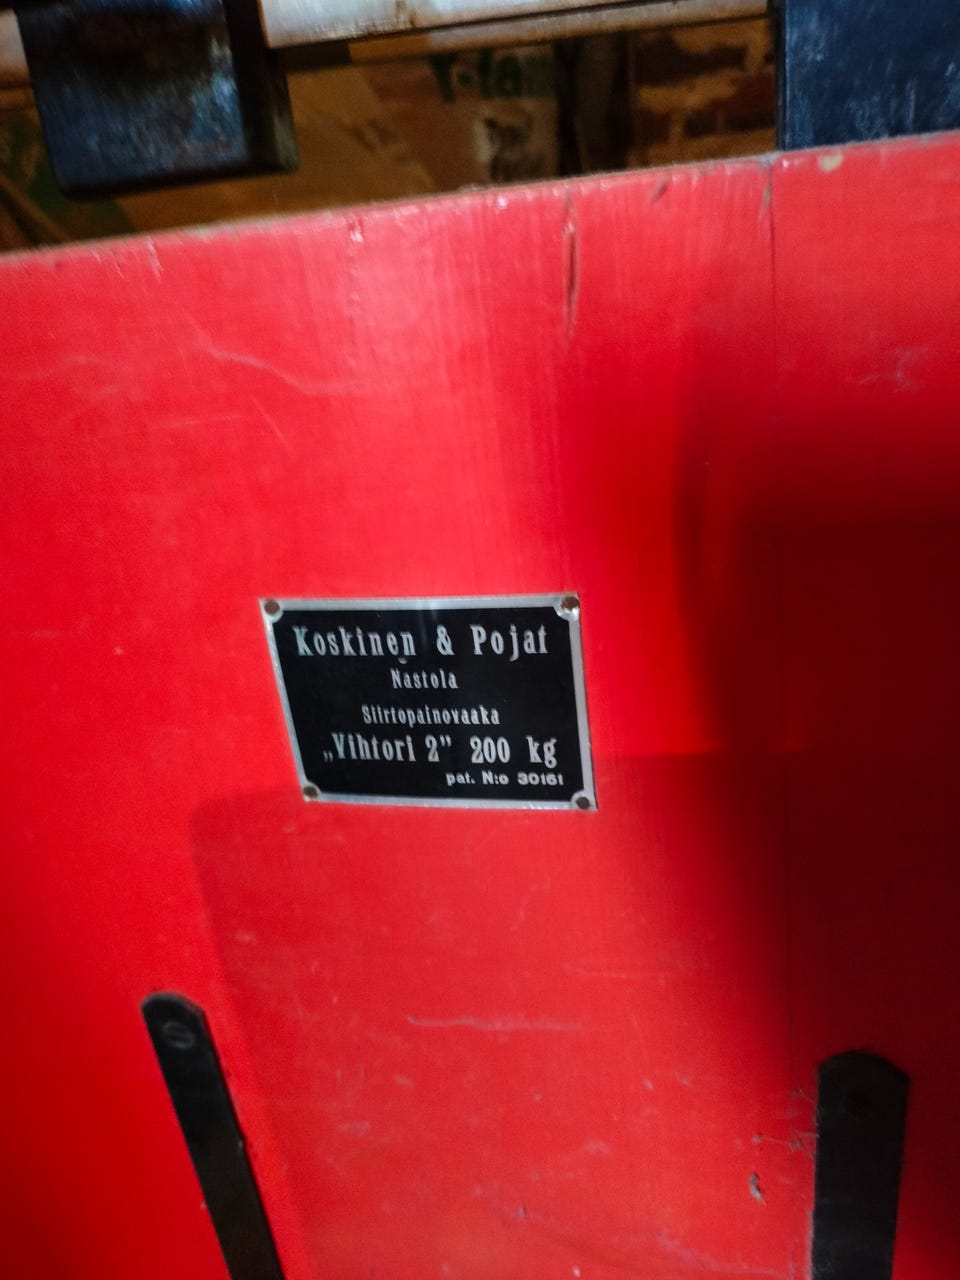 Koskinen & Pojat
Nastola
Siirtopainovaaka
„Vihtori 2" 200 kg
pat. N:o 30161